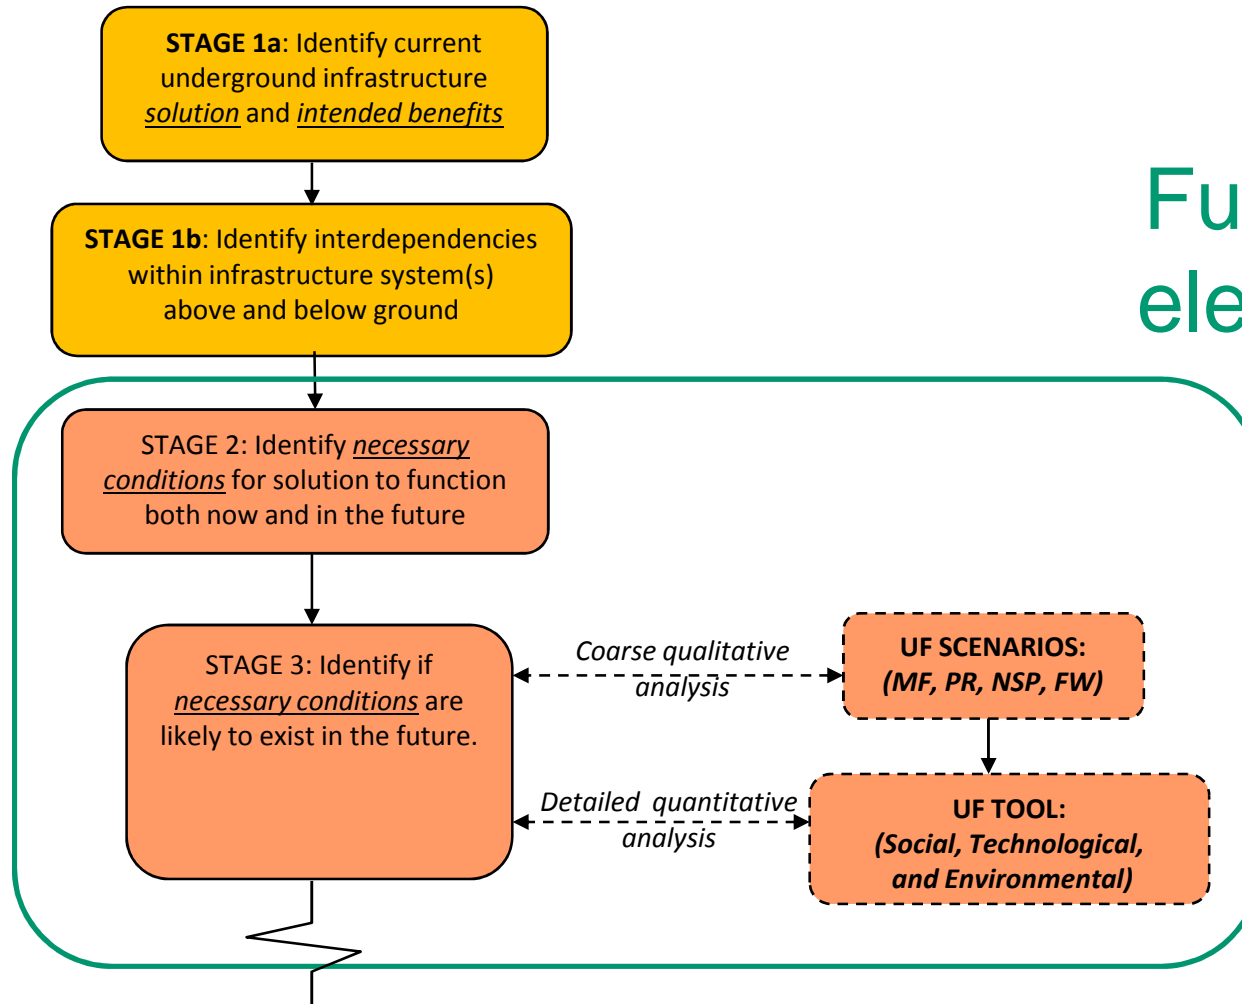 STAGE 1a: Identify current
underground infrastructure
solution and intended benefits
STAGE 1b: Identify interdependencies
within infrastructure system(s)
above and below ground
Fu
ele
STAGE 2: Identify necessary
conditions for solution to function
both now and in the future
STAGE 3: Identify if
necessary conditions are
likely to exist in the future.
Coarse qualitative
analysis
UF SCENARIOS:
(MF, PR, NSP, FW)
Detailed quantitative
analysis
UF TOOL:
(Social, Technological,
and Environmental)